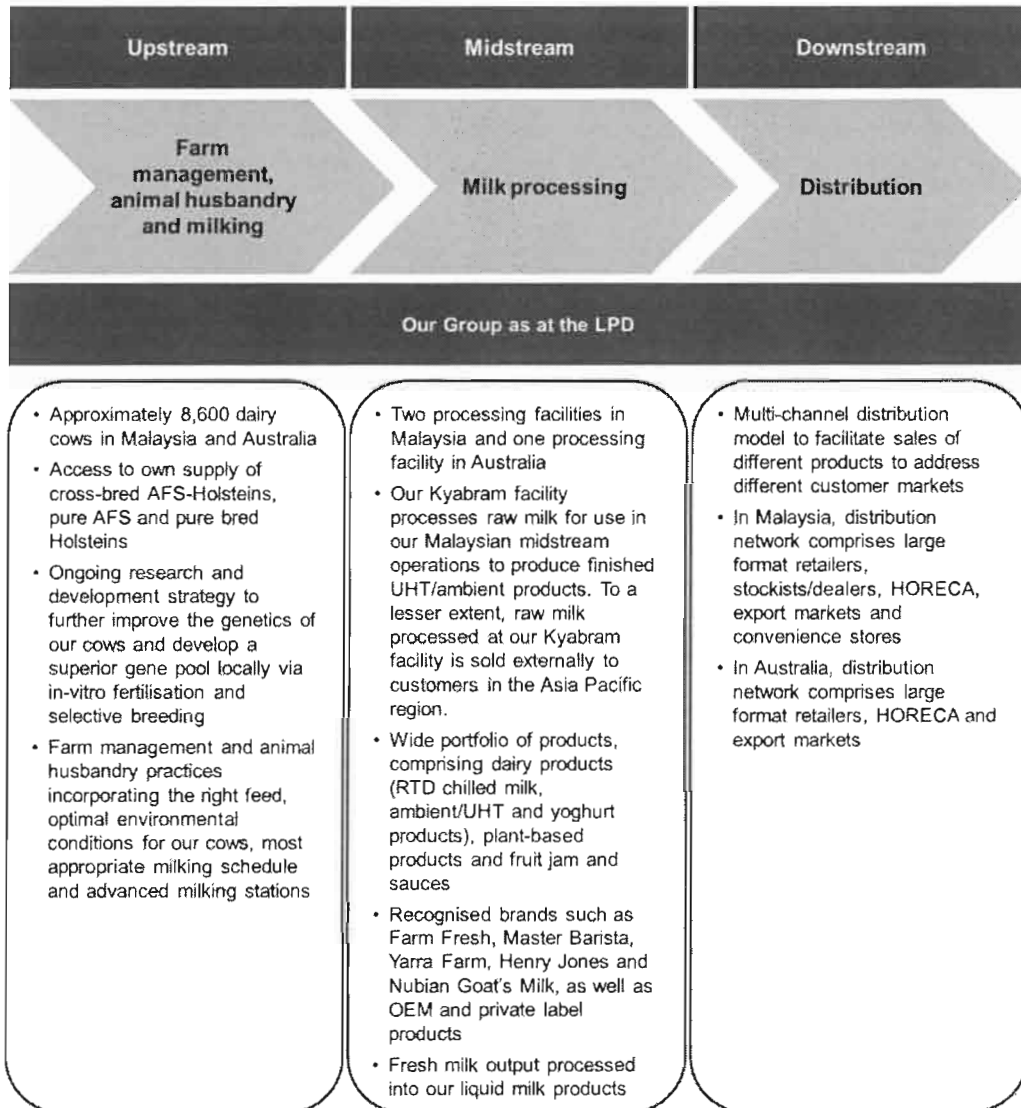 Upstream
Midstream
Downstream
Farm
management,
animal husbandry
and milking
Milk processing
Distribution
Our Group as at the LPD
• Approximately 8,600 dairy
cows in Malaysia and Australia
• Access to own supply of
cross-bred AFS-Holsteins,
pure AFS and pure bred
Holsteins
• Ongoing research and
development strategy to
further improve the genetics of
our cows and develop a
superior gene pool locally via
in-vitro fertilisation and
selective breeding
• Farm management and animal
husbandry practices
incorporating the right feed,
optimal environmental
conditions for our cows, most
appropriate milking schedule
and advanced milking stations
• Two processing facilities in
Malaysia and one processing
facility in Australia
• Our Kyabram facility
processes raw milk for use in
our Malaysian midstream
operations to produce finished
UHT/ambient products. To a
lesser extent, raw milk
processed at our Kyabram
facility is sold externally to
customers in the Asia Pacific
region.
• Wide portfolio of products,
comprising dairy products
(RTD chilled milk,
ambient/UHT and yoghurt
products), plant-based
products and fruit jam and
sauces
• Recognised brands such as
Farm Fresh, Master Barista,
Yarra Farm, Henry Jones and
Nubian Goat's Milk, as well as
OEM and private label
products
• Fresh milk output processed
into our liquid milk products
• Multi-channel distribution
model to facilitate sales of
different products to address
different customer markets
• In Malaysia, distribution
network comprises large
format retailers,
stockists/dealers, HORECA,
export markets and
convenience stores
• In Australia, distribution
network comprises large
format retailers, HORECA and
export markets